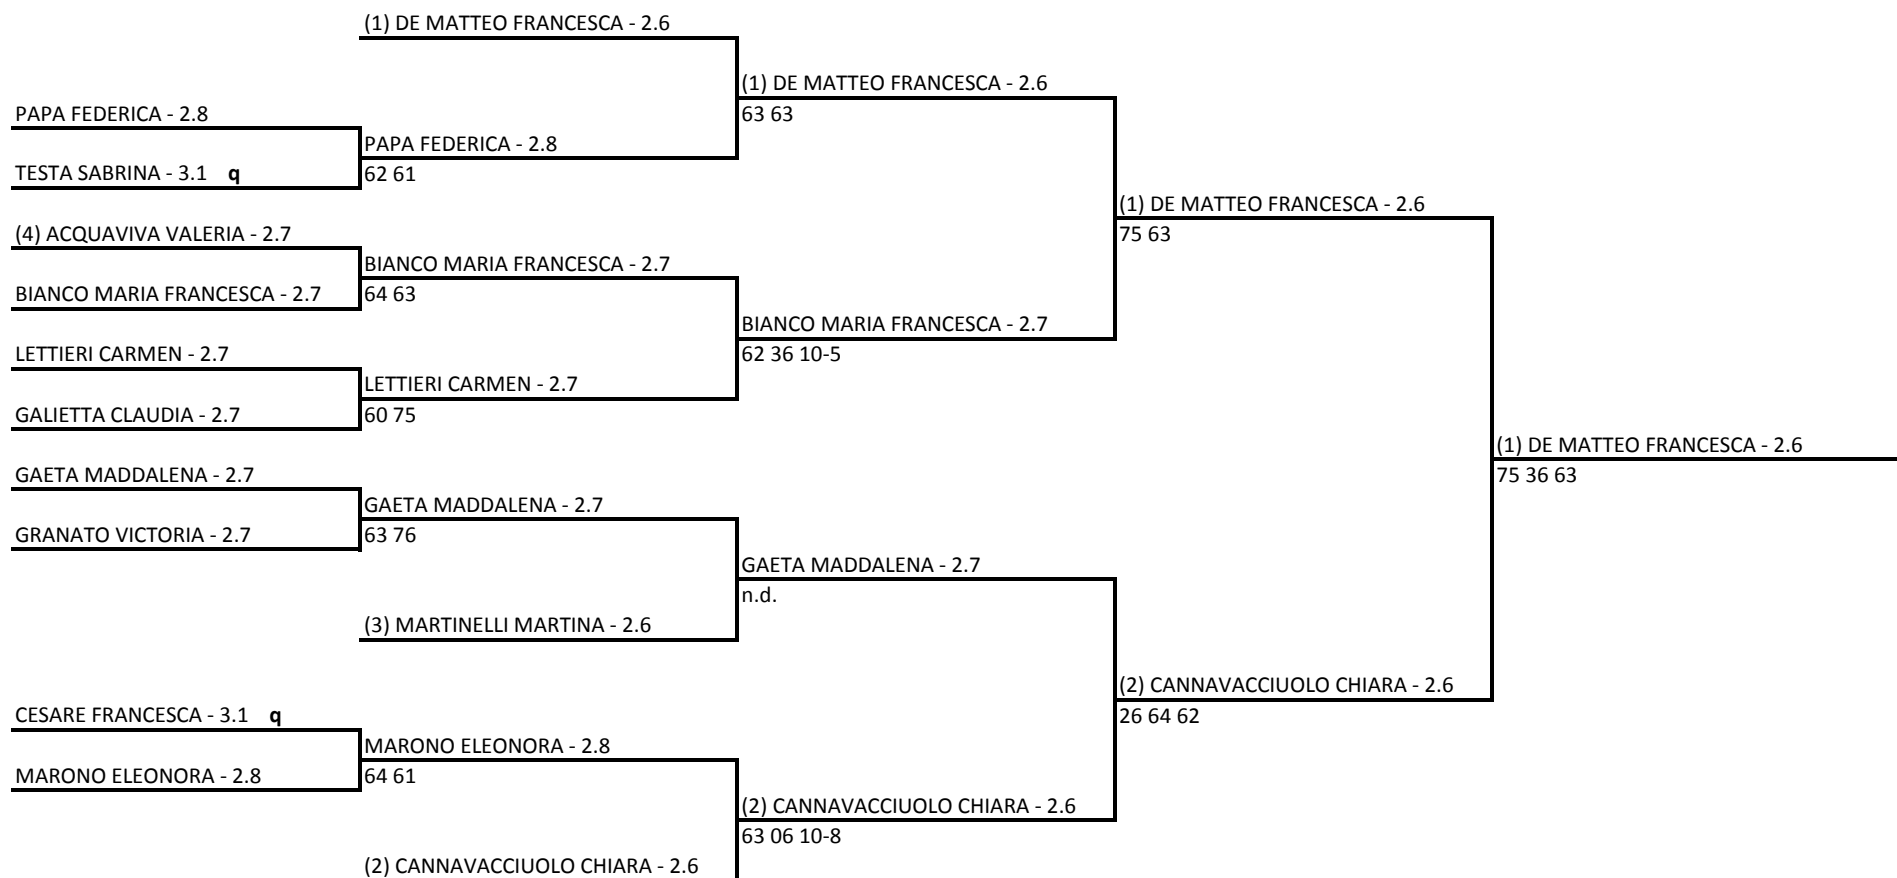 (1) DE MATTEO FRANCESCA - 2.6
(1) DE MATTEO FRANCESCA - 2.6
PAPA FEDERICA - 2.8
63 63
PAPA FEDERICA - 2.8
TESTA SABRINA - 3.1 q
62 61
(1) DE MATTEO FRANCESCA - 2.6
(4) ACQUAVIVA VALERIA - 2.7
75 63
BIANCO MARIA FRANCESCA - 2.7
BIANCO MARIA FRANCESCA - 2.7
64 63
BIANCO MARIA FRANCESCA - 2.7
LETTIERI CARMEN - 2.7
62 36 10-5
LETTIERI CARMEN - 2.7
GALIETTA CLAUDIA - 2.7
60 75
(1) DE MATTEO FRANCESCA - 2.6
GAETA MADDALENA - 2.7
75 36 63
GAETA MADDALENA - 2.7
GRANATO VICTORIA - 2.7
63 76
GAETA MADDALENA - 2.7
n.d.
(3) MARTINELLI MARTINA - 2.6
(2) CANNAVACCIUOLO CHIARA - 2.6
CESARE FRANCESCA - 3.1 q
26 64 62
MARONO ELEONORA - 2.8
MARONO ELEONORA - 2.8
64 61
(2) CANNAVACCIUOLO CHIARA - 2.6
63 06 10-8
(2) CANNAVACCIUOLO CHIARA - 2.6